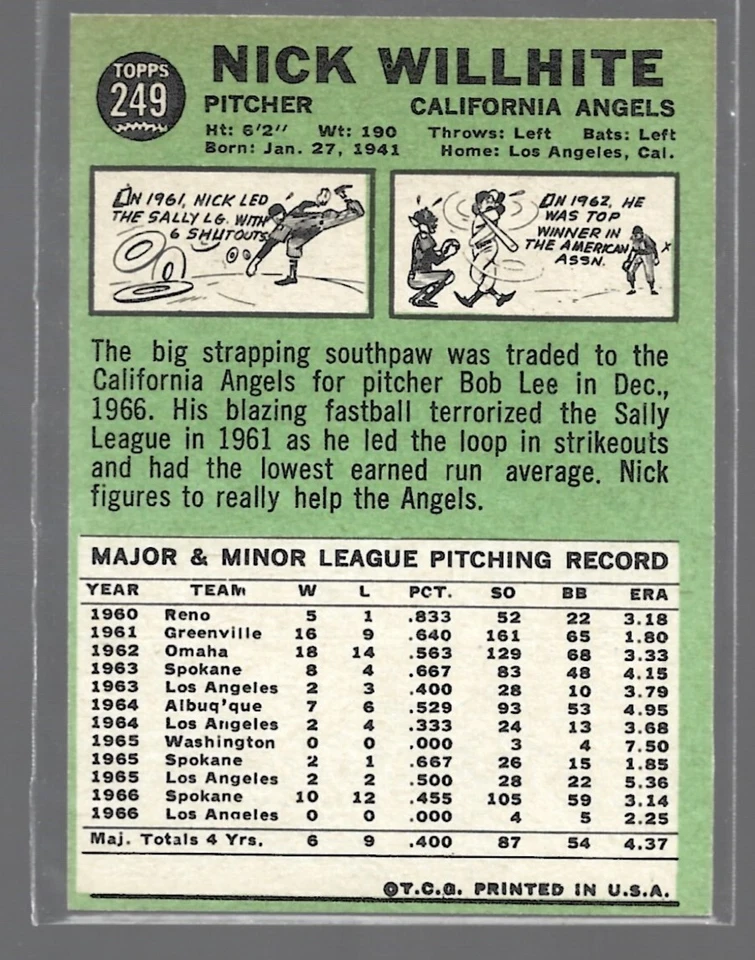 TOPPS
249
NICK WILLHITE
PITCHER CALIFORNIA ANGELS
Ht: 6'2" Wt: 190 Throws: Left Bats: Left
Born: Jan. 27, 1941 Home: Los Angeles, Cal.
IN 1961, NICK LED
THE SALLY LG. WITH
6 SHUTOUTS
IN 1962, HE
WAS TOP
WINNER IN
THE AMERICAN
ASSN.
The big strapping southpaw was traded to the
California Angels for pitcher Bob Lee in Dec.,
1966. His blazing fastball terrorized the Sally
League in 1961 as he led the loop in strikeouts
and had the lowest earned run average. Nick
figures to really help the Angels.
MAJOR & MINOR LEAGUE PITCHING RECORD
YEAR TEAM W L PCT. SO BB ERA
1960 Reno 5 1 .833 52 22 3.18
1961 Greenville 16 9 .640 161 65 1.80
1962 Omaha 18 14 .563 129 68 3.33
1963 Spokane 8 4 .667 83 48 4.15
1963 Los Angeles 2 3 .400 28 10 3.79
1964 Albuq'que 7 6 .529 93 53 4.95
1964 Los Angeles 2 4 .333 24 13 3.68
1965 Washington 0 0 .000 3 4 7.50
1965 Spokane 2 1 .667 26 15 1.85
1965 Los Angeles 2 2 .500 28 22 5.36
1966 Spokane 10 12 .455 105 59 3.14
1966 Los Angeles 0 0 .000 4 5 2.25
Maj. Totals 4 Yrs. 6 9 .400 87 54 4.37
©T.C.G. PRINTED IN U.S.A.